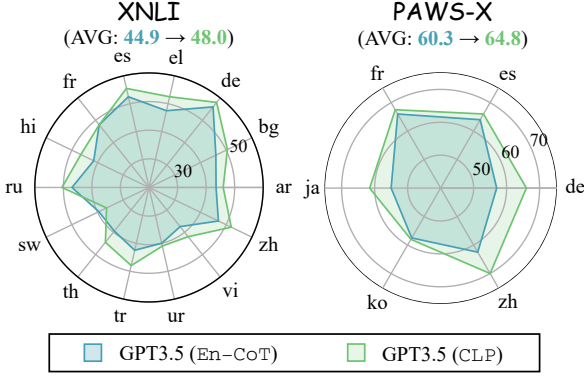 XNLI
(AVG: 44.9 → 48.0)
es
el
fr
de
hi
bg
50
30
ru
ar
sw
zh
th
vi
tr
ur
PAWS-X
(AVG: 60.3 → 64.8)
fr
es
70
60
50
ja
de
ko
zh
GPT3.5 (En-CoT)
GPT3.5 (CLP)